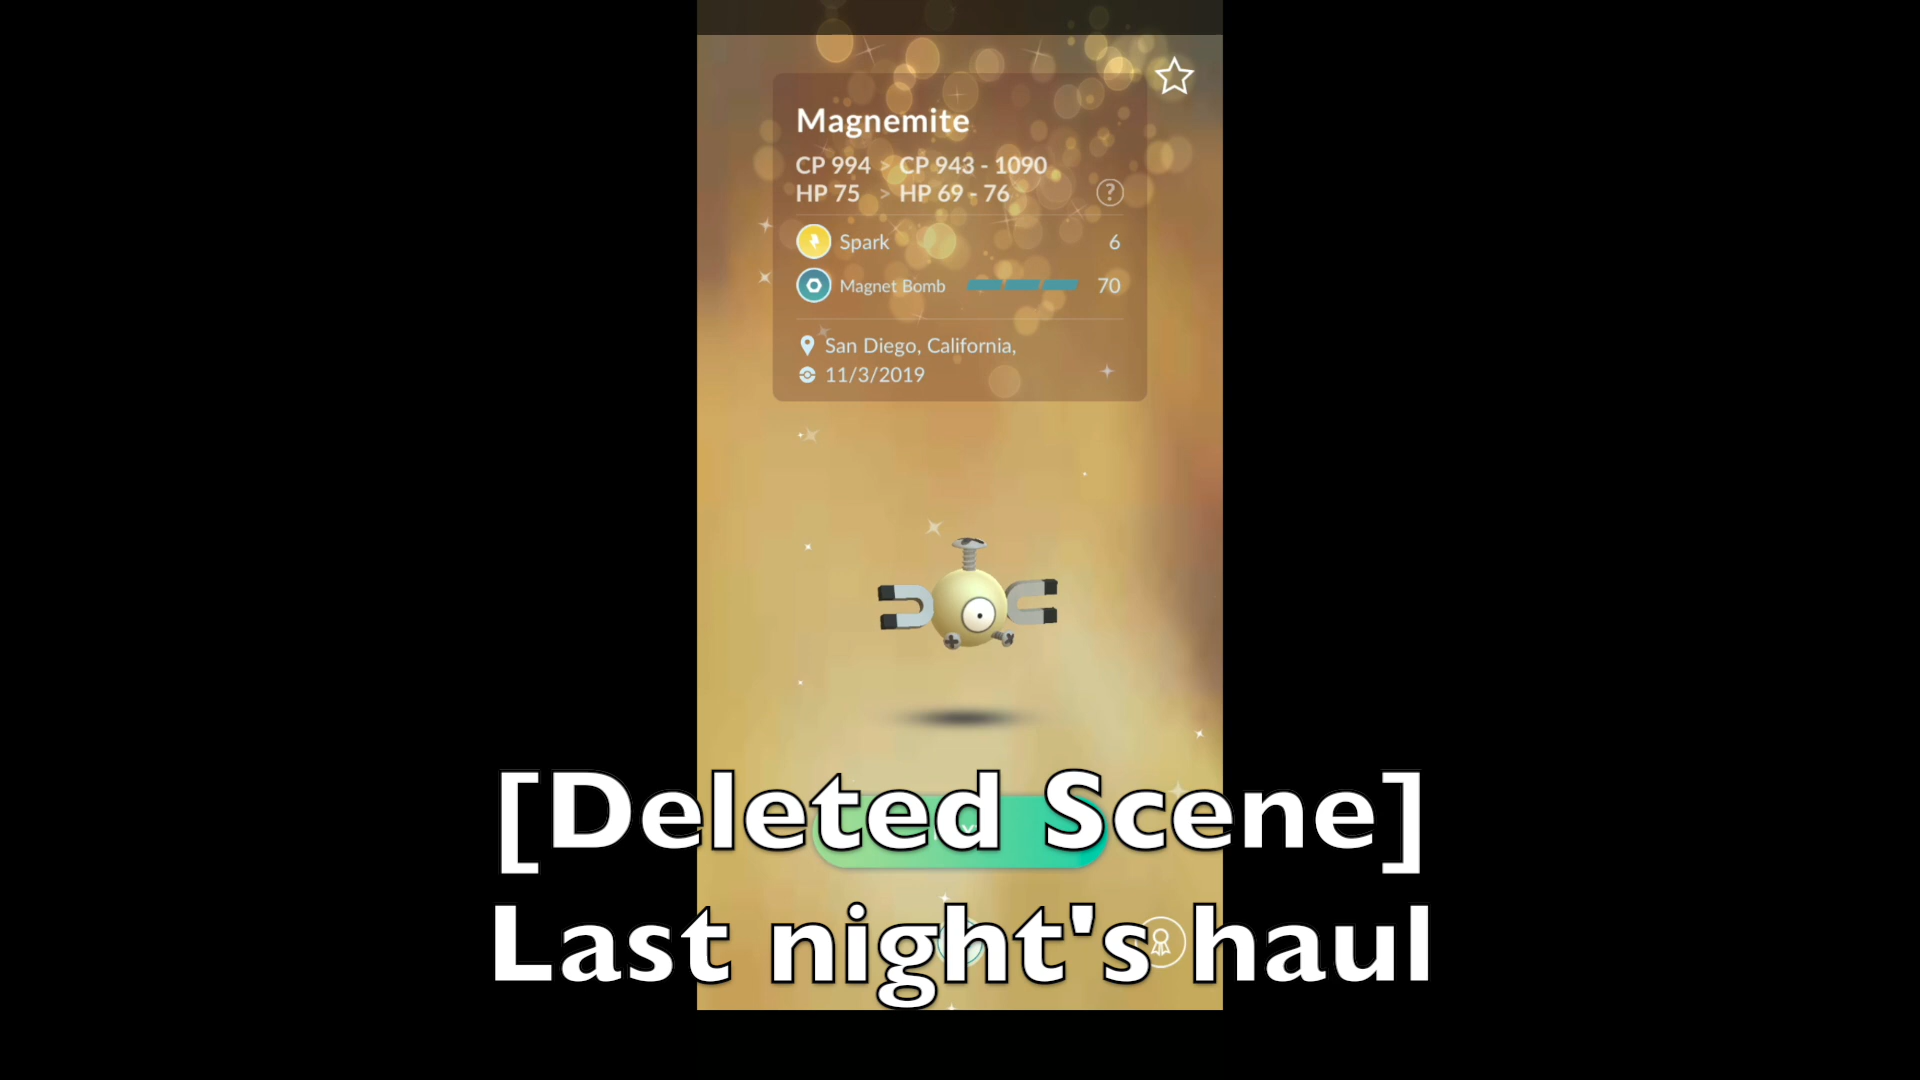 Magnemite
CP 994 > CP 943 - 1090
HP 75 > HP 69 - 76
?
Spark 6
Magnet Bomb 70
San Diego, California,
11/3/2019
[Deleted Scene]
Last night's haul